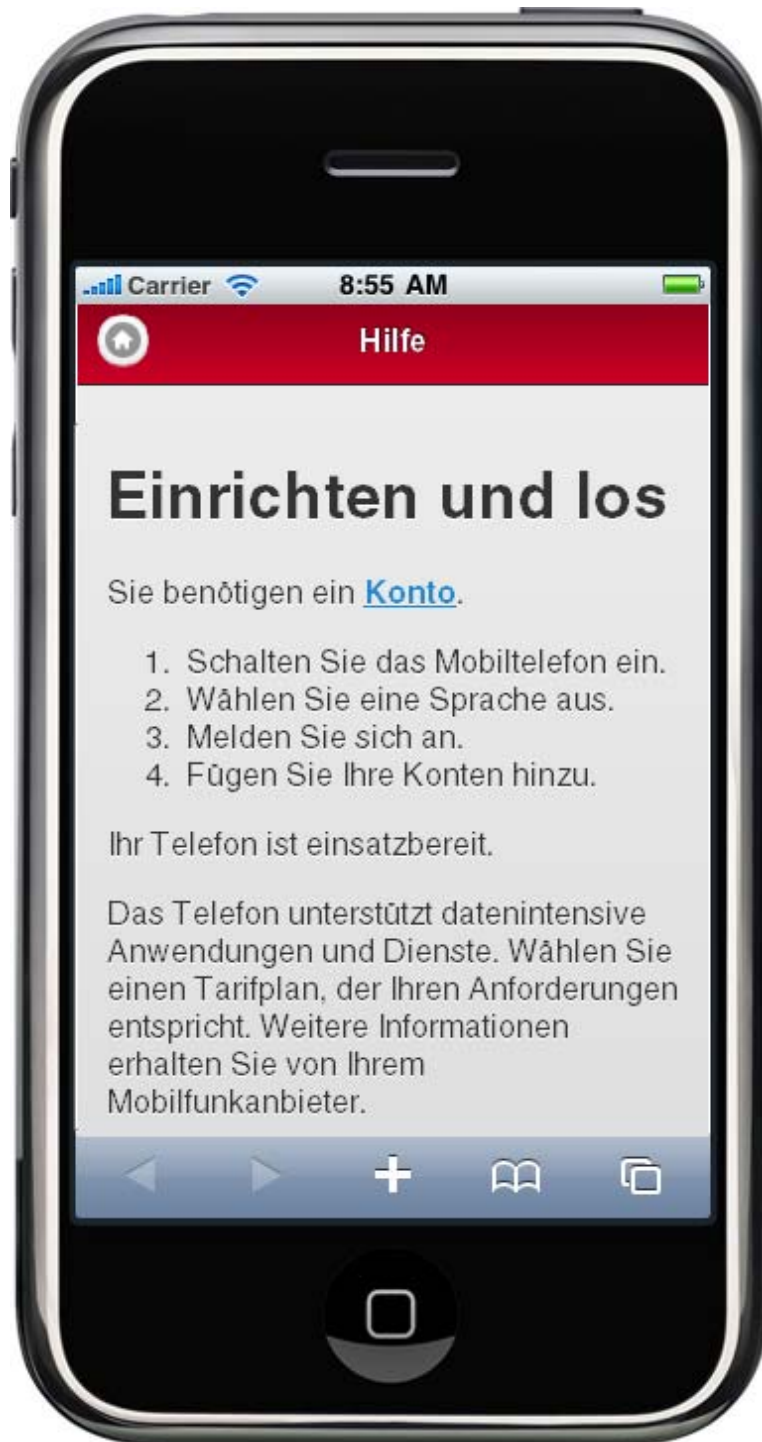 Carrier 8:55 AM
Hilfe
Einrichten und los
Sie benötigen ein Konto.
1. Schalten Sie das Mobiltelefon ein.
2. Wählen Sie eine Sprache aus.
3. Melden Sie sich an.
4. Fügen Sie Ihre Konten hinzu.
Ihr Telefon ist einsatzbereit.
Das Telefon unterstützt datenintensive
Anwendungen und Dienste. Wählen Sie
einen Tarifplan, der Ihren Anforderungen
entspricht. Weitere Informationen
erhalten Sie von Ihrem
Mobilfunkanbieter.